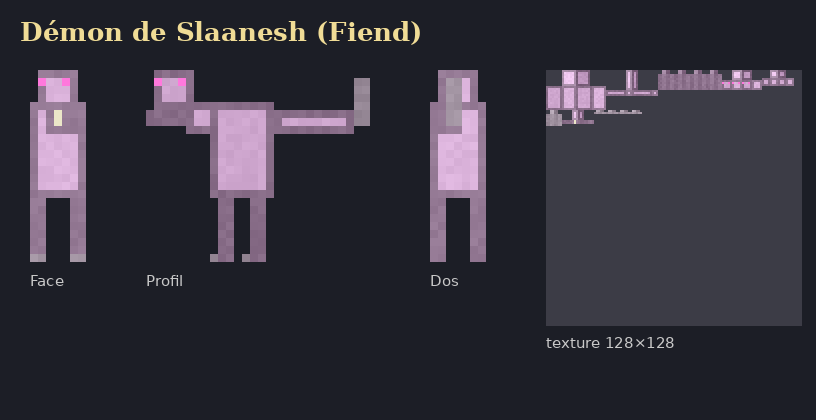 Démon de Slaanesh (Fiend)
Face
Profil
Dos
texture 128×128